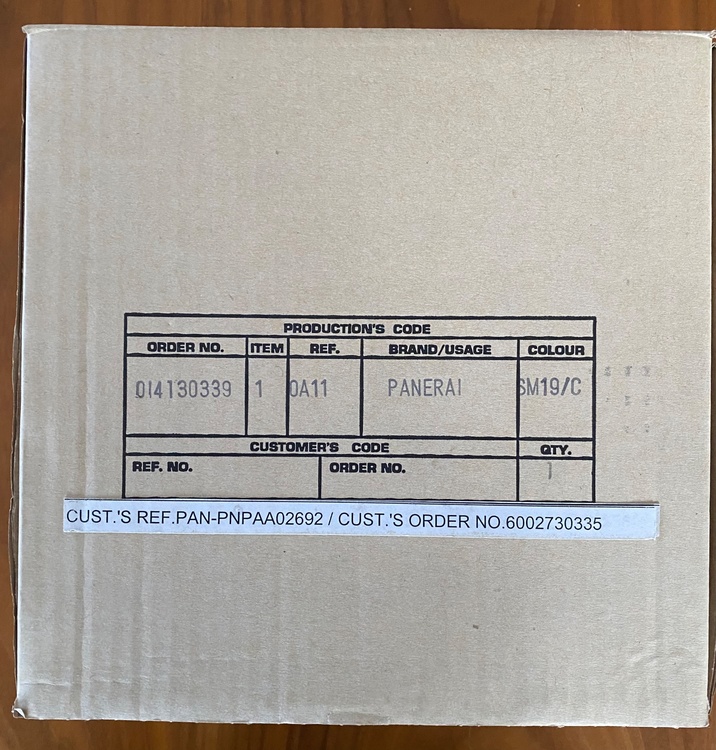 PRODUCTION'S CODE
ORDER NO. ITEM REF. BRAND/USAGE COLOUR
014130339 1 0A11 PANERAI SM19/C
CUSTOMER'S CODE QTY.
REF. NO. ORDER NO. 1
CUST.'S REF.PAN-PNPAA02692 / CUST.'S ORDER NO.6002730335